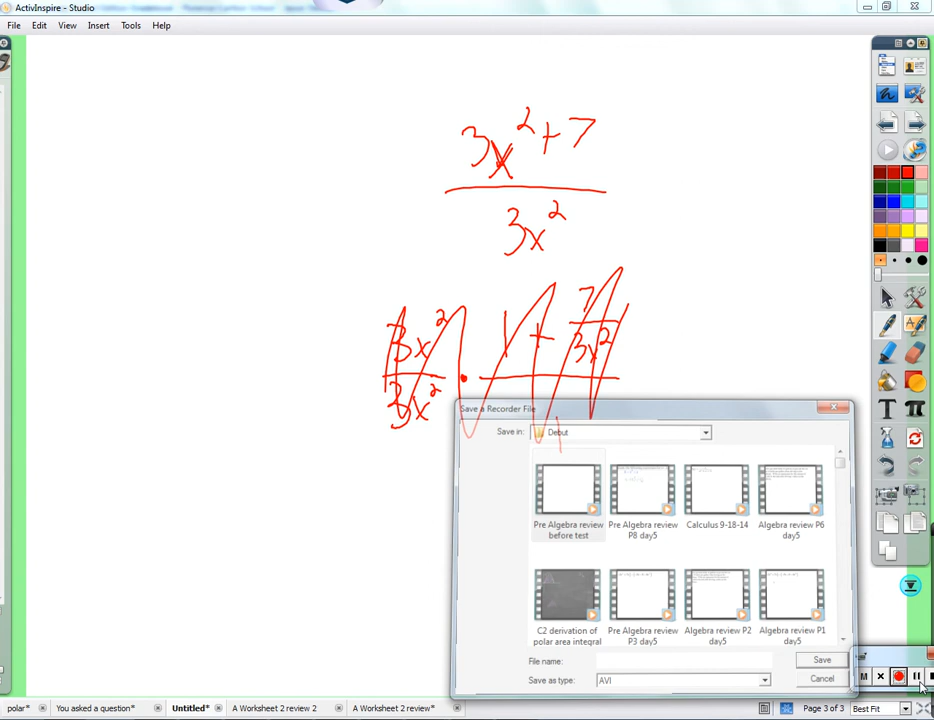 ActivInspire - Studio
File Edit View Insert Tools Help
3x² + 7
3x²
3x² · 1 + 7
3x²
3x²
1
Save a Recorder File
Save in: Debut
Pre Algebra review before test
Pre Algebra review P8 day5
Calculus 9-18-14
Algebra review P6 day5
C2 derivation of polar area integral
Pre Algebra review P3 day5
Algebra review P2 day5
Algebra review P1 day5
File name:
Save
Save as type: AVI
Cancel
M
polar* You asked a question* Untitled* A Worksheet 2 review 2 A Worksheet 2 review* Page 3 of 3 Best Fit